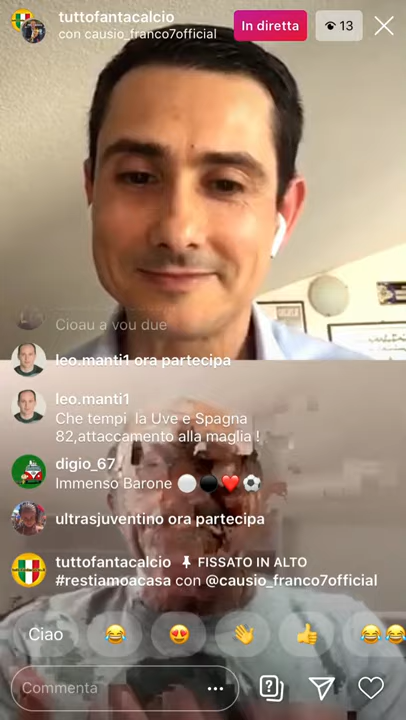 tuttofantacalcio
con causio_franco7official
In diretta
13
Cioau a vou due
leo.manti1 ora partecipa
leo.manti1
Che tempi la Uve e Spagna
82,attaccamento alla maglia !
digio_67
Immenso Barone ⚪⚫❤️⚽
ultrasjuventino ora partecipa
tuttofantacalcio 📌 FISSATO IN ALTO
#restiamoacasa con @causio_franco7official
Ciao 😂 😍 👋 👍 😂😂
Commenta